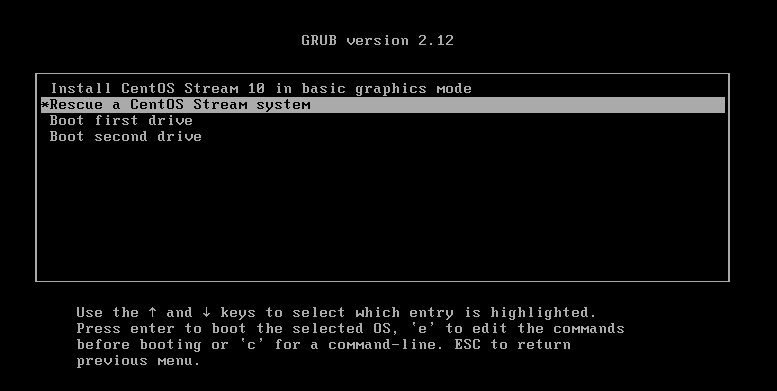 GRUB version 2.12
Install CentOS Stream 10 in basic graphics mode
*Rescue a CentOS Stream system
Boot first drive
Boot second drive
Use the ↑ and ↓ keys to select which entry is highlighted.
Press enter to boot the selected OS, `e' to edit the commands
before booting or `c' for a command-line. ESC to return
previous menu.